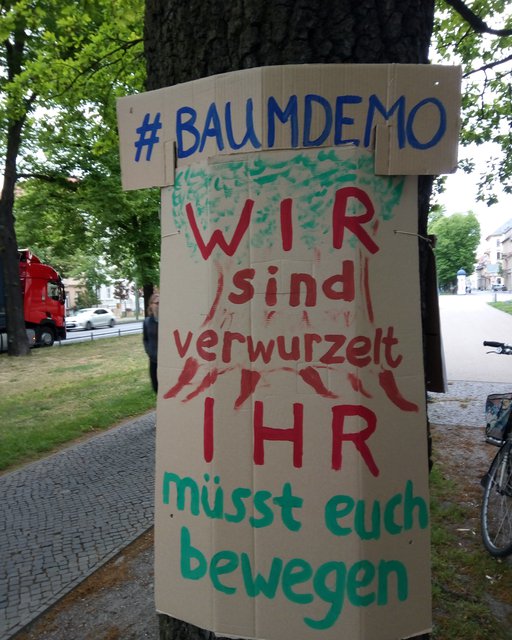 #BAUMDEMO
WIR
sind
verwurzelt
IHR
müsst euch
bewegen